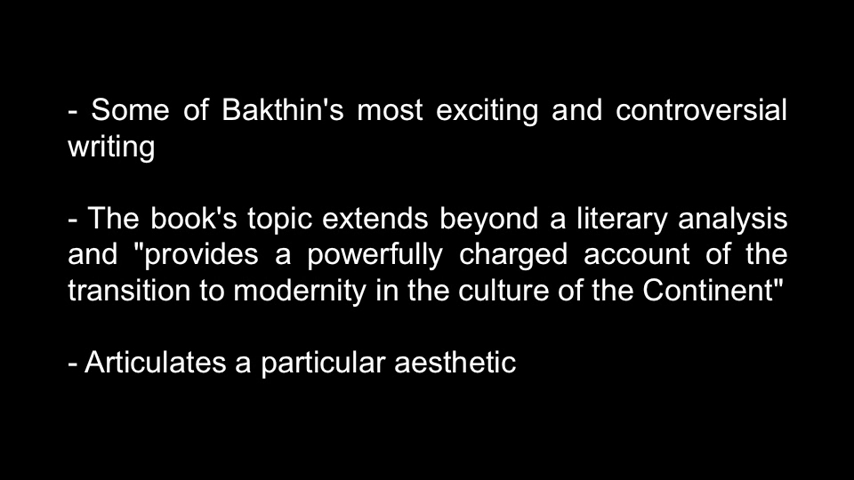 - Some of Bakthin's most exciting and controversial
writing
- The book's topic extends beyond a literary analysis
and "provides a powerfully charged account of the
transition to modernity in the culture of the Continent"
- Articulates a particular aesthetic